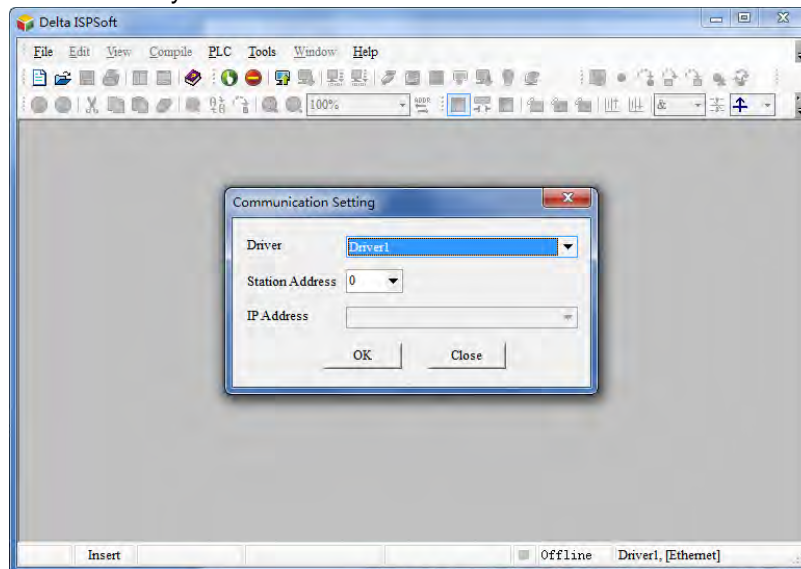 Delta ISPSoft
File Edit View Compile PLC Tools Window Help
100%
ADDR
&
Communication Setting
Driver Driver1
Station Address 0
IP Address
OK Close
Insert Offline Driver1, [Ethernet]